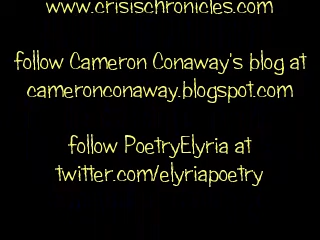 www.crisischronicles.com
follow Cameron Conaway's blog at
cameronconaway.blogspot.com
follow PoetryElyria at
twitter.com/elyriapoetry